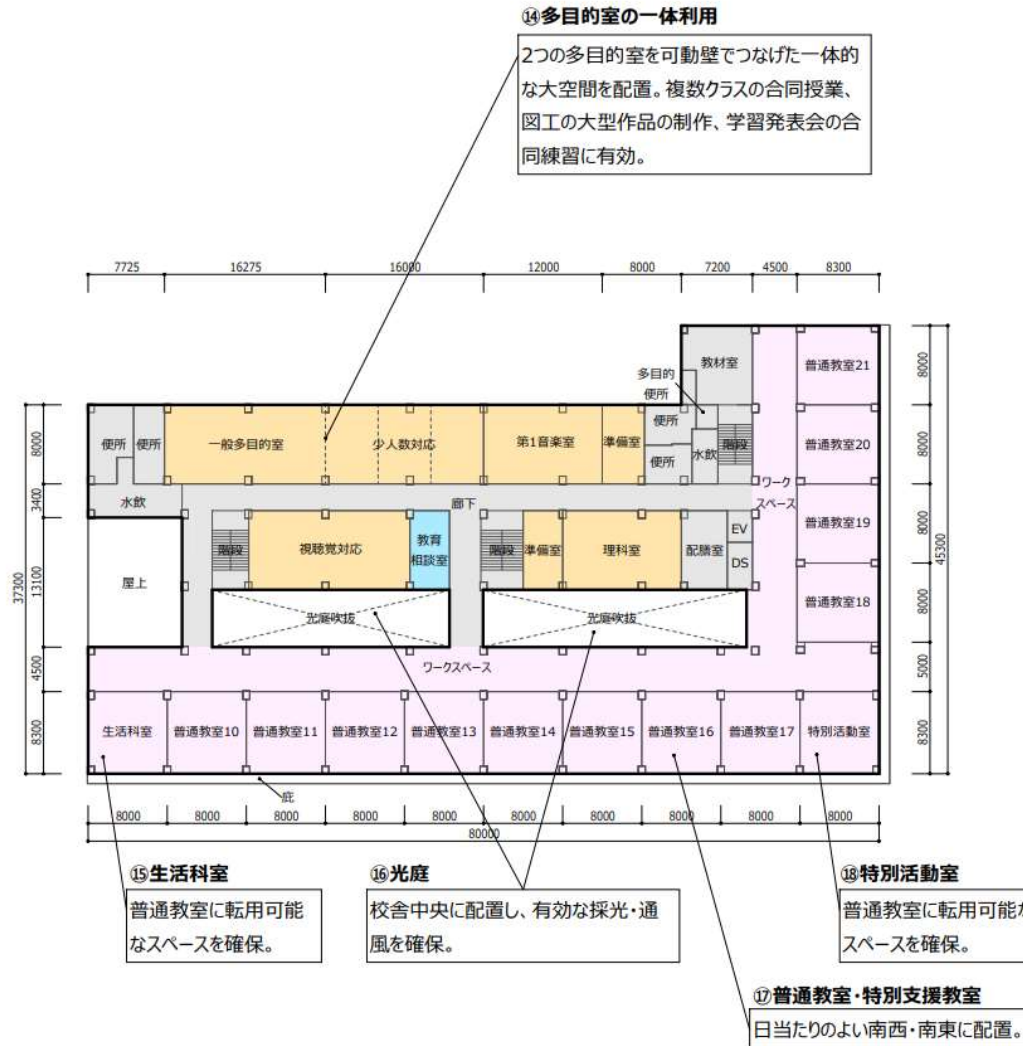 ⑭多目的室の一体利用
2つの多目的室を可動壁でつなげた一体的
な大空間を配置。複数クラスの合同授業、
図工の大型作品の制作、学習発表会の合
同練習に有効。
7725 16275 16000 12000 8000 7200 4500 8300
教材室
普通教室21
8000
多目的
便所
便所 便所
一般多目的室
少人数対応
第1音楽室
準備室
便所
便所
水飲
階段
普通教室20
8000
8000
水飲
3400
廊下
ワーク
スペース
普通教室19
8000
45300
37300
13100
屋上
階段
視聴覚対応
教育
相談室
階段
準備室
理科室
配膳室
EV
DS
普通教室18
8000
光庭吹抜
光庭吹抜
4500
ワークスペース
5000
8300
生活科室 普通教室10 普通教室11 普通教室12 普通教室13 普通教室14 普通教室15 普通教室16 普通教室17 特別活動室
8300
庇
8000 8000 8000 8000 8000 8000 8000 8000 8000 8000
80000
⑮生活科室
普通教室に転用可能
なスペースを確保。
⑯光庭
校舎中央に配置し、有効な採光・通
風を確保。
⑱特別活動室
普通教室に転用可能な
スペースを確保。
⑰普通教室・特別支援教室
日当たりのよい南西・南東に配置。